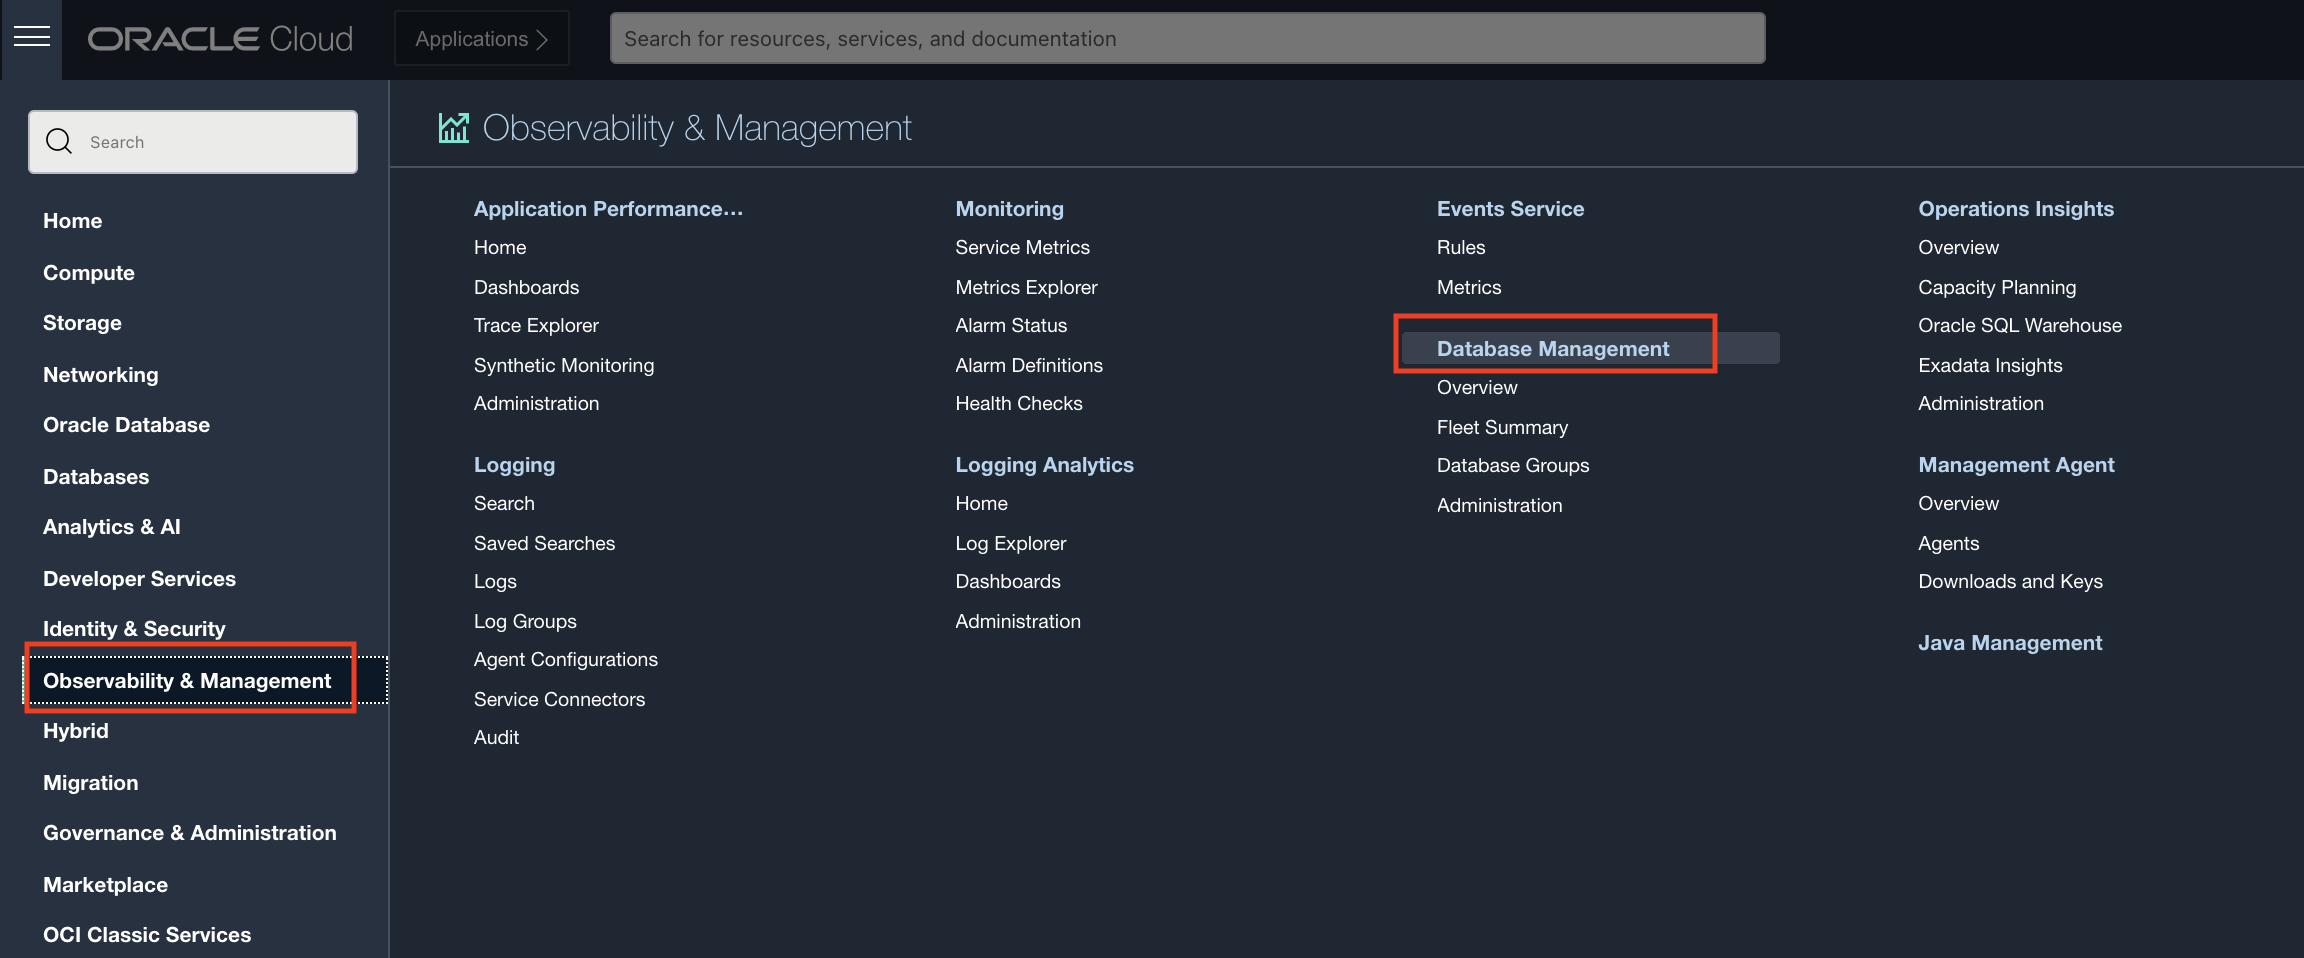 ORACLE Cloud
Applications
Search for resources, services, and documentation
Search
Home
Compute
Storage
Networking
Oracle Database
Databases
Analytics & AI
Developer Services
Identity & Security
Observability & Management
Hybrid
Migration
Governance & Administration
Marketplace
OCI Classic Services
Observability & Management
Application Performance...
Home
Dashboards
Trace Explorer
Synthetic Monitoring
Administration
Logging
Search
Saved Searches
Logs
Log Groups
Agent Configurations
Service Connectors
Audit
Monitoring
Service Metrics
Metrics Explorer
Alarm Status
Alarm Definitions
Health Checks
Logging Analytics
Home
Log Explorer
Dashboards
Administration
Events Service
Rules
Metrics
Database Management
Overview
Fleet Summary
Database Groups
Administration
Operations Insights
Overview
Capacity Planning
Oracle SQL Warehouse
Exadata Insights
Administration
Management Agent
Overview
Agents
Downloads and Keys
Java Management